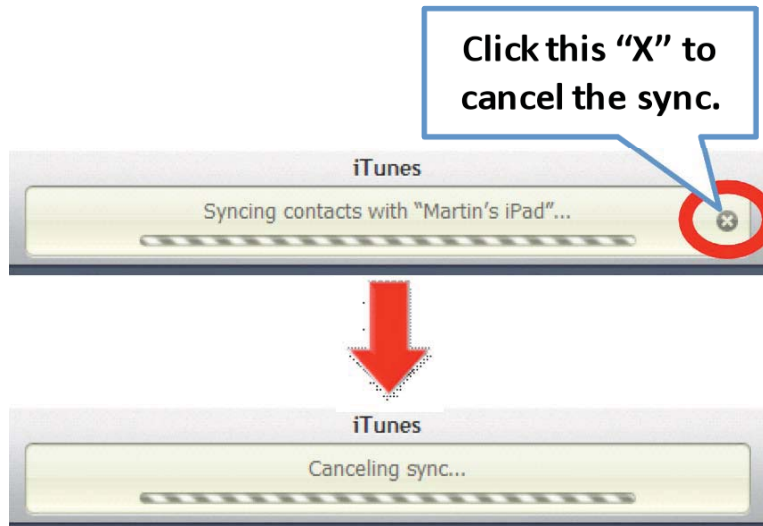 Click this “X” to
cancel the sync.
iTunes
Syncing contacts with “Martin’s iPad”...
iTunes
Canceling sync...